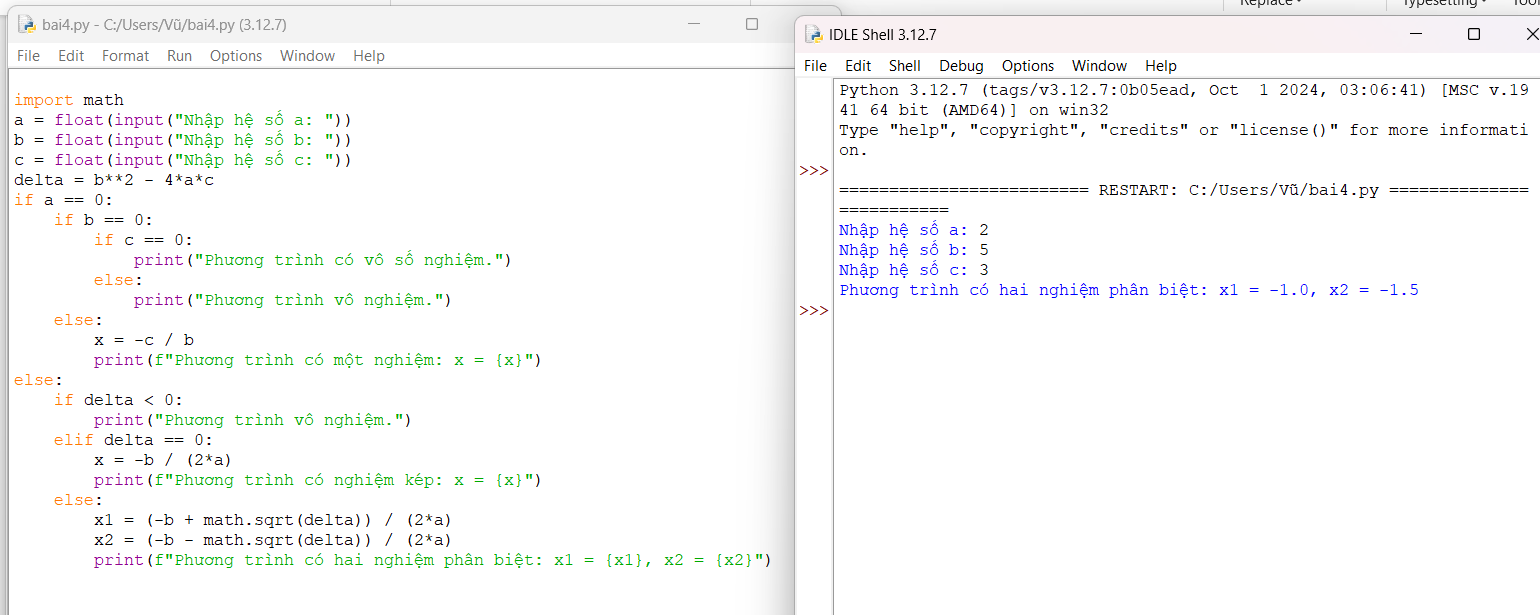 Replace
Typesetting
bai4.py - C:/Users/Vũ/bai4.py (3.12.7)
File Edit Format Run Options Window Help
import math
a = float(input("Nhập hệ số a: "))
b = float(input("Nhập hệ số b: "))
c = float(input("Nhập hệ số c: "))
delta = b**2 - 4*a*c
if a == 0:
    if b == 0:
        if c == 0:
            print("Phương trình có vô số nghiệm.")
        else:
            print("Phương trình vô nghiệm.")
    else:
        x = -c / b
        print(f"Phương trình có một nghiệm: x = {x}")
else:
    if delta < 0:
        print("Phương trình vô nghiệm.")
    elif delta == 0:
        x = -b / (2*a)
        print(f"Phương trình có nghiệm kép: x = {x}")
    else:
        x1 = (-b + math.sqrt(delta)) / (2*a)
        x2 = (-b - math.sqrt(delta)) / (2*a)
        print(f"Phương trình có hai nghiệm phân biệt: x1 = {x1}, x2 = {x2}")
IDLE Shell 3.12.7
File Edit Shell Debug Options Window Help
Python 3.12.7 (tags/v3.12.7:0b05ead, Oct  1 2024, 03:06:41) [MSC v.19
41 64 bit (AMD64)] on win32
Type "help", "copyright", "credits" or "license()" for more informati
on.
>>>
========================= RESTART: C:/Users/Vũ/bai4.py ==============
===========
Nhập hệ số a: 2
Nhập hệ số b: 5
Nhập hệ số c: 3
Phương trình có hai nghiệm phân biệt: x1 = -1.0, x2 = -1.5
>>>